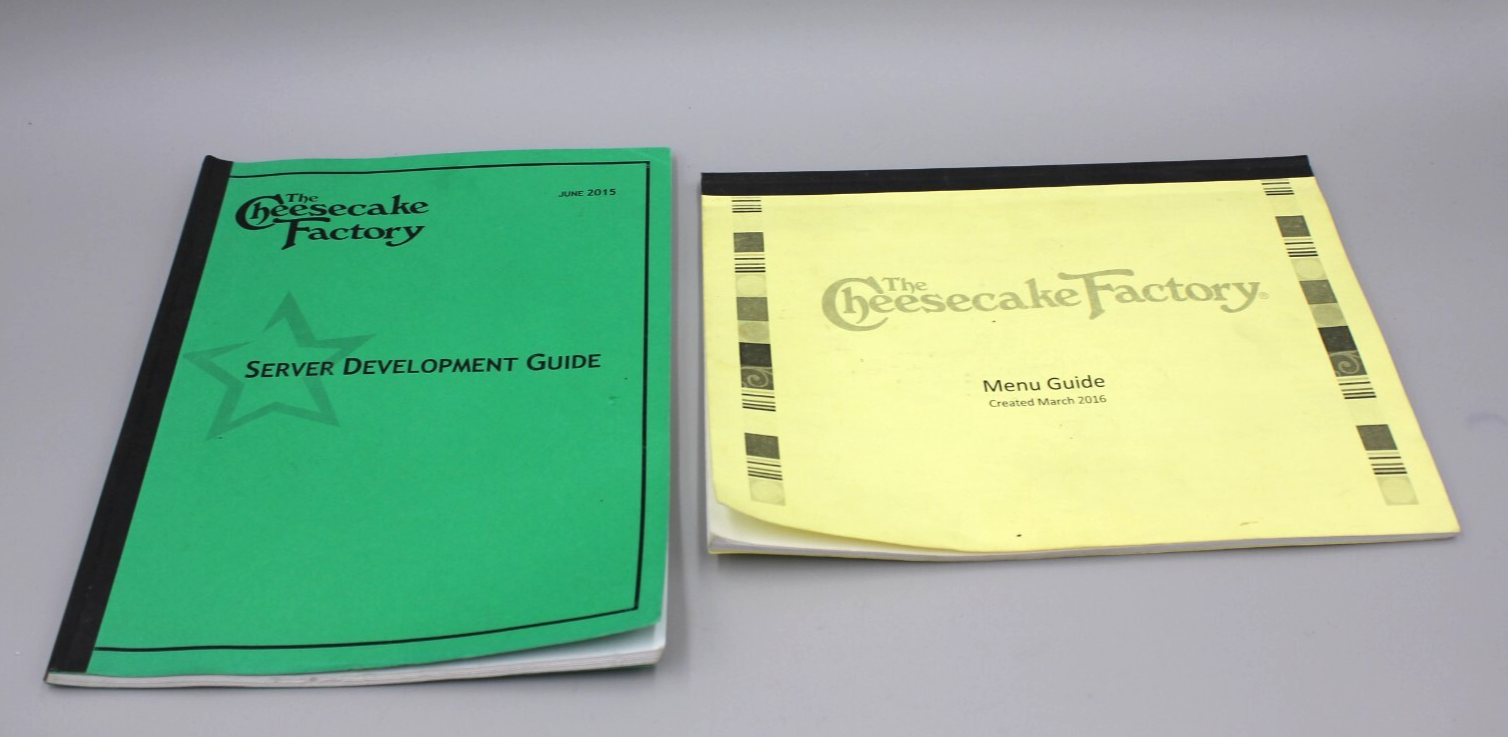 The
Cheesecake
Factory
JUNE 2015
SERVER DEVELOPMENT GUIDE
The
Cheesecake Factory®
Menu Guide
Created March 2016